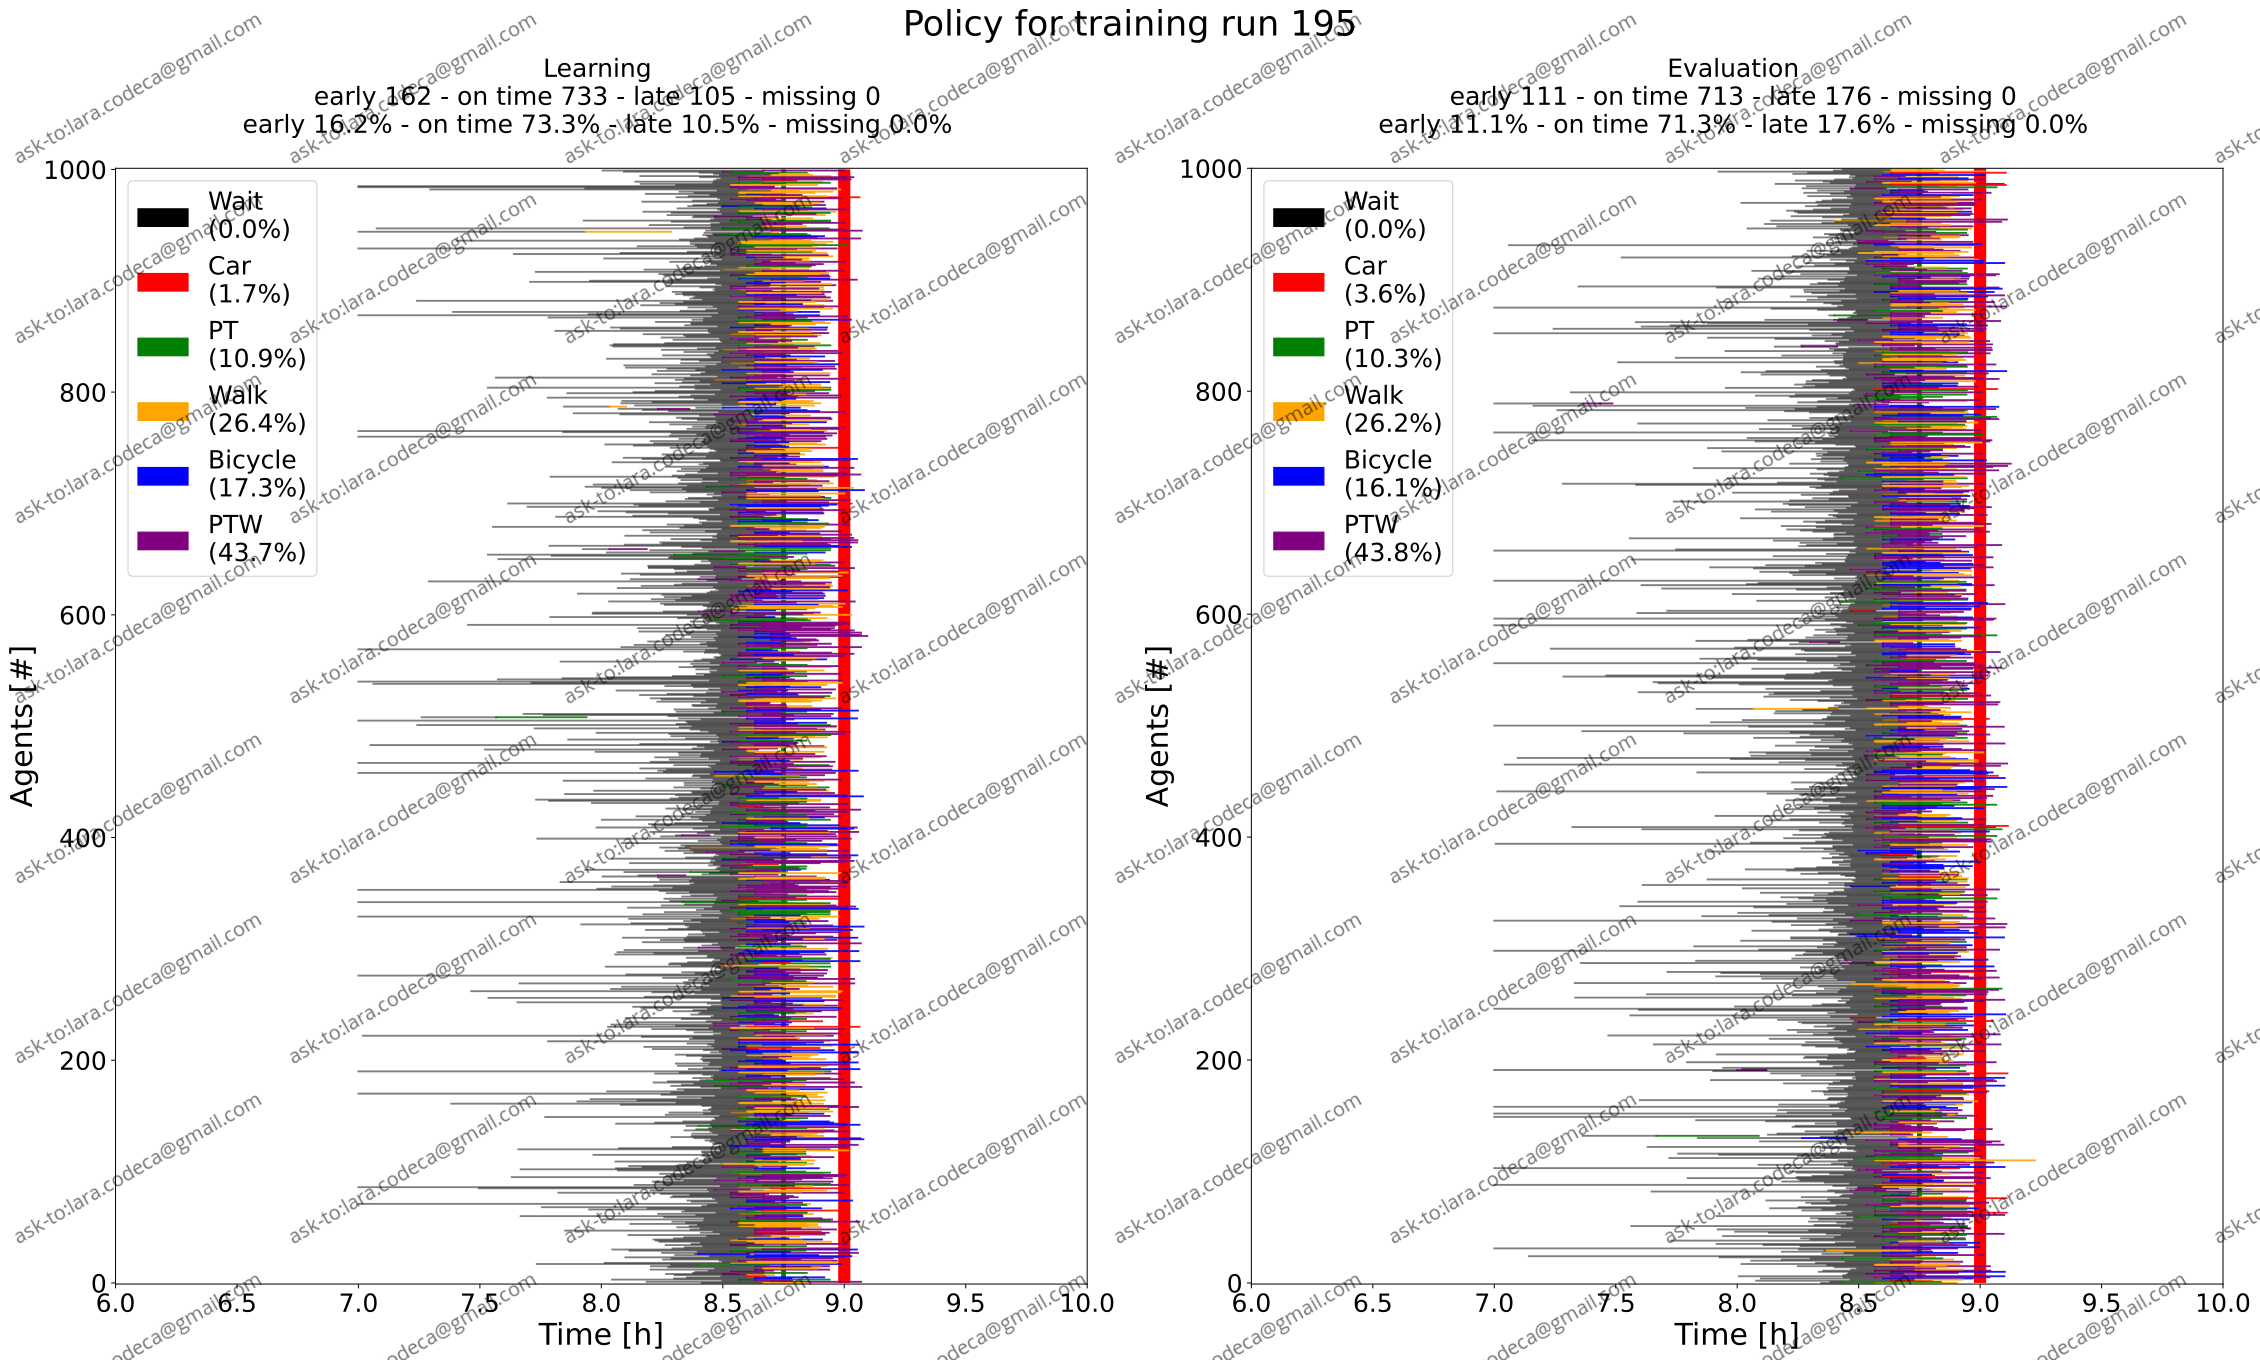 Policy for training run 195
Learning
early 162 - on time 733 - late 105 - missing 0
early 16.2% - on time 73.3% - late 10.5% - missing 0.0%
1000
800
600
400
200
0
Agents [#]
Wait
(0.0%)
Car
(1.7%)
PT
(10.9%)
Walk
(26.4%)
Bicycle
(17.3%)
PTW
(43.7%)
6.0 6.5 7.0 7.5 8.0 8.5 9.0 9.5 10.0
Time [h]
Evaluation
early 111 - on time 713 - late 176 - missing 0
early 11.1% - on time 71.3% - late 17.6% - missing 0.0%
1000
800
600
400
200
0
Agents [#]
Wait
(0.0%)
Car
(3.6%)
PT
(10.3%)
Walk
(26.2%)
Bicycle
(16.1%)
PTW
(43.8%)
6.0 6.5 7.0 7.5 8.0 8.5 9.0 9.5 10.0
Time [h]
ask-to:lara.codeca@gmail.com